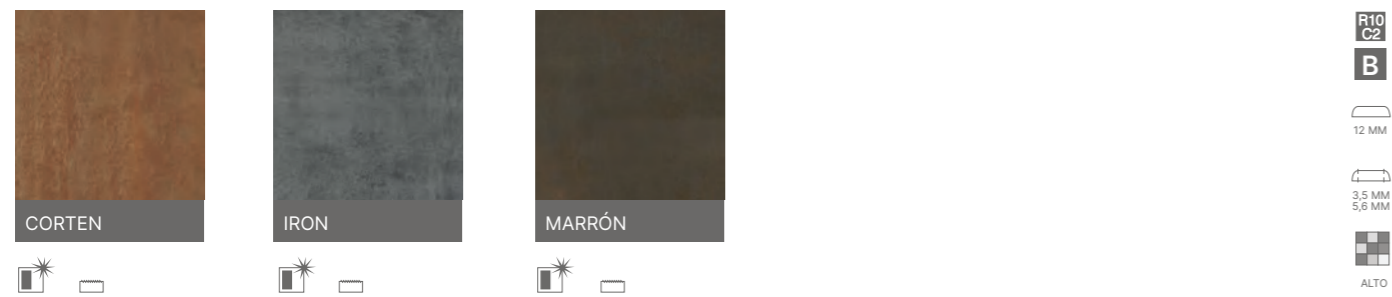 CORTEN
IRON
MARRÓN
R10
C2
B
12 MM
3,5 MM
5,6 MM
ALTO